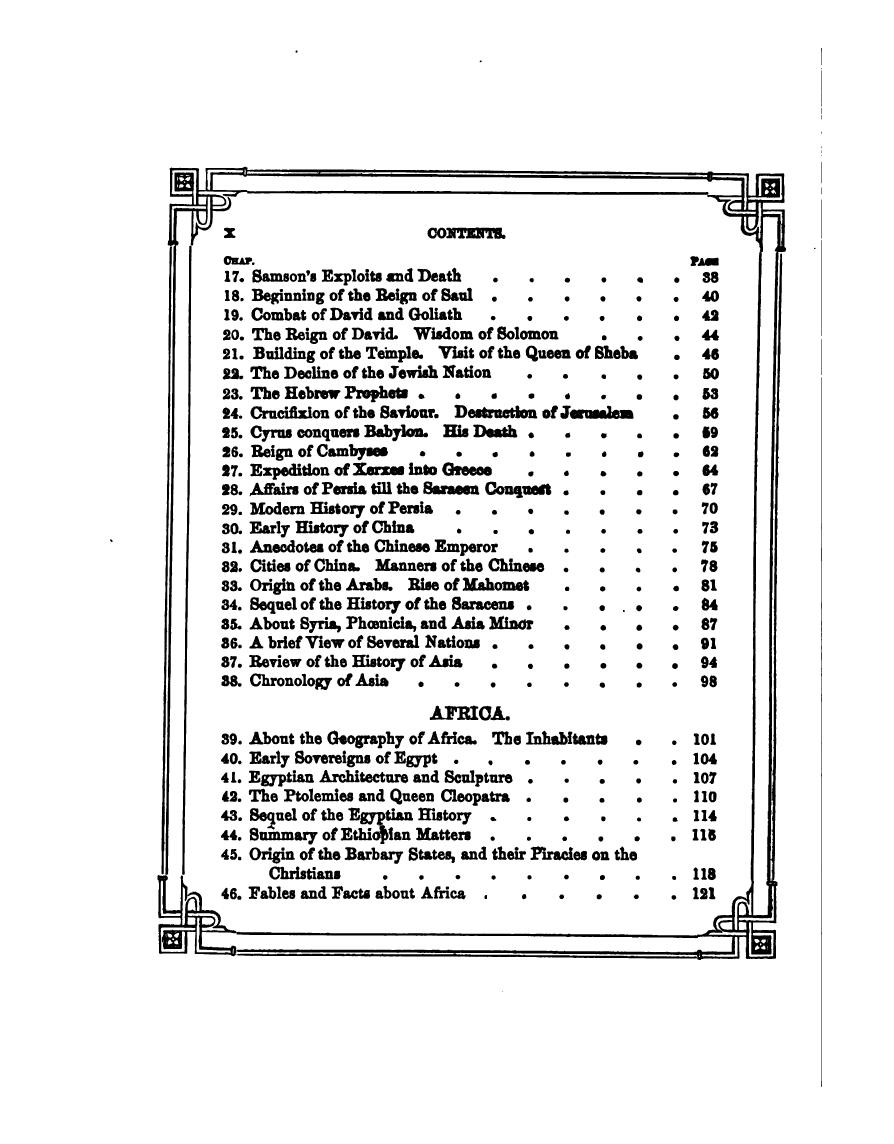 X CONTENTS.
CHAP. PAGE
17. Samson's Exploits and Death . . . . . . 38
18. Beginning of the Reign of Saul . . . . . . 40
19. Combat of David and Goliath . . . . . . 42
20. The Reign of David. Wisdom of Solomon . . . 44
21. Building of the Temple. Visit of the Queen of Sheba . 46
22. The Decline of the Jewish Nation . . . . . 50
23. The Hebrew Prophets . . . . . . . . 53
24. Crucifixion of the Saviour. Destruction of Jerusalem . 56
25. Cyrus conquers Babylon. His Death . . . . . 59
26. Reign of Cambyses . . . . . . . . 62
27. Expedition of Xerxes into Greece . . . . . 64
28. Affairs of Persia till the Saracen Conquest . . . . 67
29. Modern History of Persia . . . . . . . 70
30. Early History of China . . . . . . . 73
31. Anecdotes of the Chinese Emperor . . . . . 75
32. Cities of China. Manners of the Chinese . . . . 78
33. Origin of the Arabs. Rise of Mahomet . . . . 81
34. Sequel of the History of the Saracens . . . . . 84
35. About Syria, Phœnicia, and Asia Minor . . . . 87
36. A brief View of Several Nations . . . . . . 91
37. Review of the History of Asia . . . . . . 94
38. Chronology of Asia . . . . . . . . 98
AFRICA.
39. About the Geography of Africa. The Inhabitants . . 101
40. Early Sovereigns of Egypt . . . . . . . 104
41. Egyptian Architecture and Sculpture . . . . . 107
42. The Ptolemies and Queen Cleopatra . . . . . 110
43. Sequel of the Egyptian History . . . . . . 114
44. Summary of Ethiopian Matters . . . . . . 115
45. Origin of the Barbary States, and their Piracies on the
Christians . . . . . . . . . 118
46. Fables and Facts about Africa . . . . . . 121